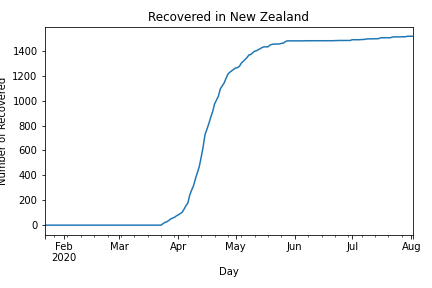 Recovered in New Zealand
Number of Recovered
1400
1200
1000
800
600
400
200
0
Feb Mar Apr May Jun Jul Aug
2020
Day